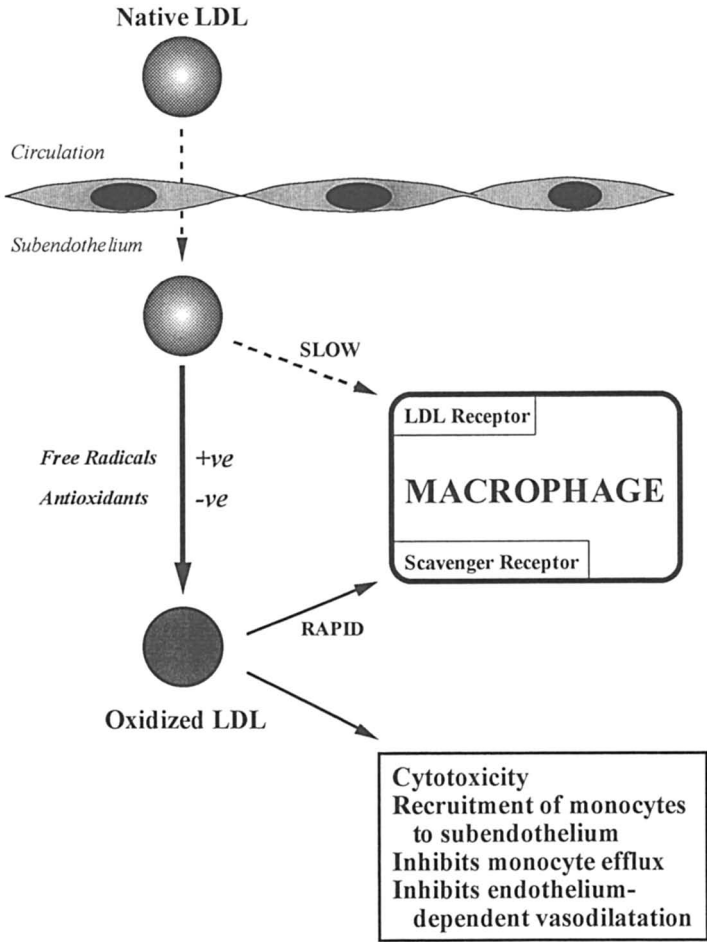 Native LDL
Circulation
Subendothelium
SLOW
LDL Receptor
Free Radicals +ve
Antioxidants -ve
MACROPHAGE
Scavenger Receptor
RAPID
Oxidized LDL
Cytotoxicity
Recruitment of monocytes
to subendothelium
Inhibits monocyte efflux
Inhibits endothelium-
dependent vasodilatation